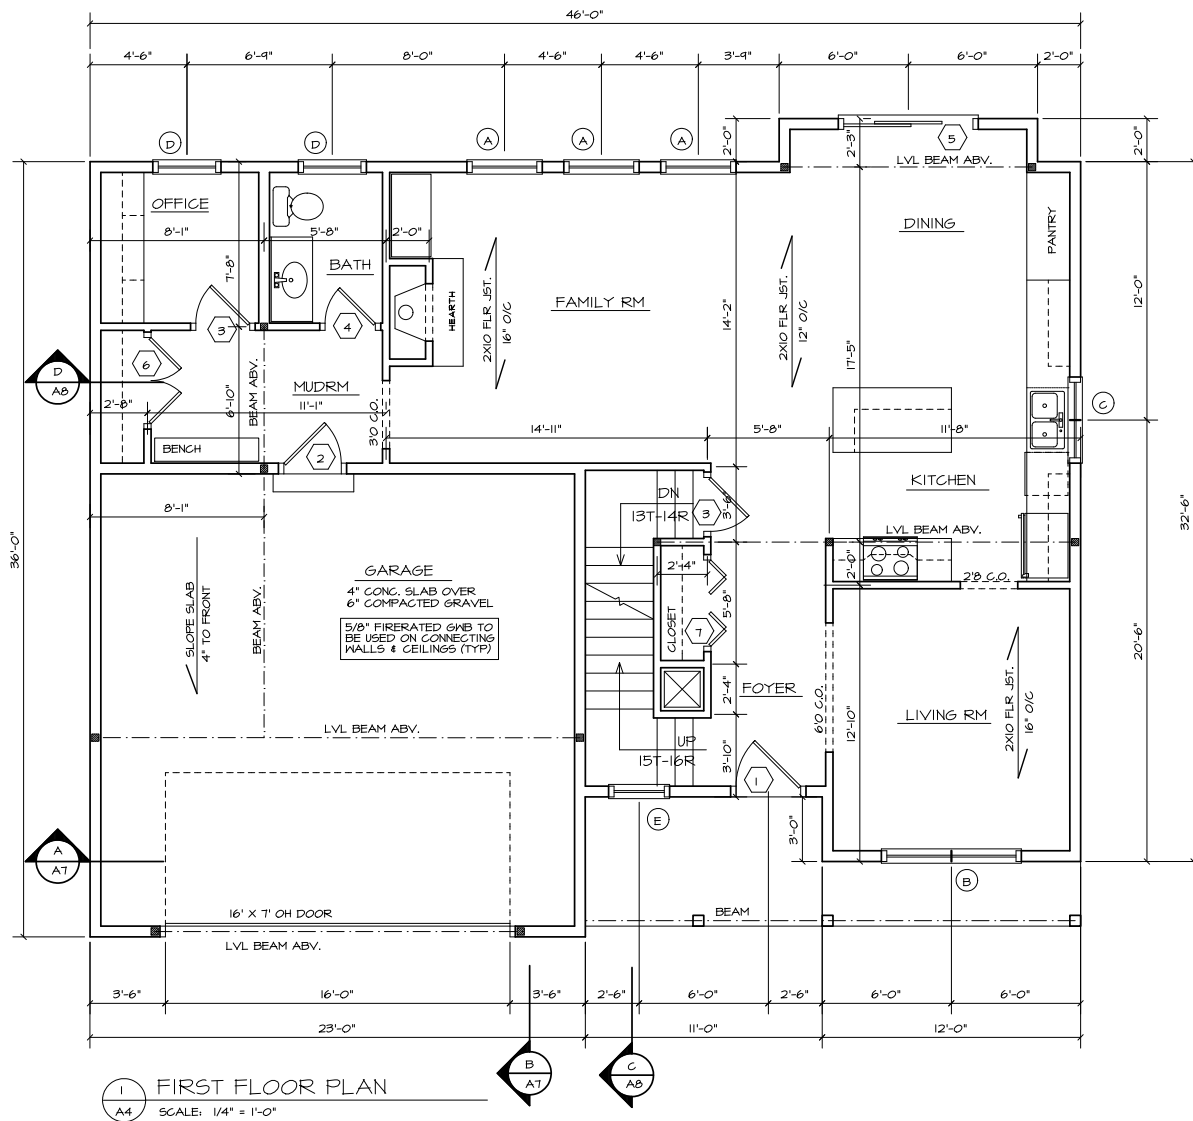 46'-0"
4'-6"
6'-9"
8'-0"
4'-6"
4'-6"
3'-9"
6'-0"
6'-0"
2'-0"
D
D
A
A
A
2'-0"
2'-3"
5
2'-0"
LVL BEAM ABV.
OFFICE
8'-1"
5'-8"
2'-0"
7'-8"
BATH
DINING
PANTRY
2X10 FLR JST.
16" O/C
2X10 FLR JST.
12" O/C
FAMILY RM
HEARTH
14'-2"
12'-0"
3
4
6
D
A8
BEAM ABV.
6'-10"
MUDRM
11'-1"
2'-8"
3'0 C.O.
17'-5"
C
14'-11"
5'-8"
11'-8"
BENCH
2
KITCHEN
DN
13T-14R
3
3'-6"
8'-1"
36'-0"
32'-6"
LVL BEAM ABV.
GARAGE
4" CONC. SLAB OVER
6" COMPACTED GRAVEL
5/8" FIRERATED GWB TO
BE USED ON CONNECTING
WALLS & CEILINGS (TYP)
SLOPE SLAB
4" TO FRONT
BEAM ABV.
2'-4"
2'-0"
2'8 C.O.
5'-8"
CLOSET
7
20'-6"
2'-4"
FOYER
6'0 C.O.
12'-10"
LIVING RM
2X10 FLR JST.
16" O/C
LVL BEAM ABV.
UP
15T-16R
3'-10"
1
E
3'-0"
A
A7
B
BEAM
16' X 7' OH DOOR
LVL BEAM ABV.
3'-6"
16'-0"
3'-6"
2'-6"
6'-0"
2'-6"
6'-0"
6'-0"
23'-0"
11'-0"
12'-0"
B
A7
C
A8
1
A4
FIRST FLOOR PLAN
SCALE: 1/4" = 1'-0"